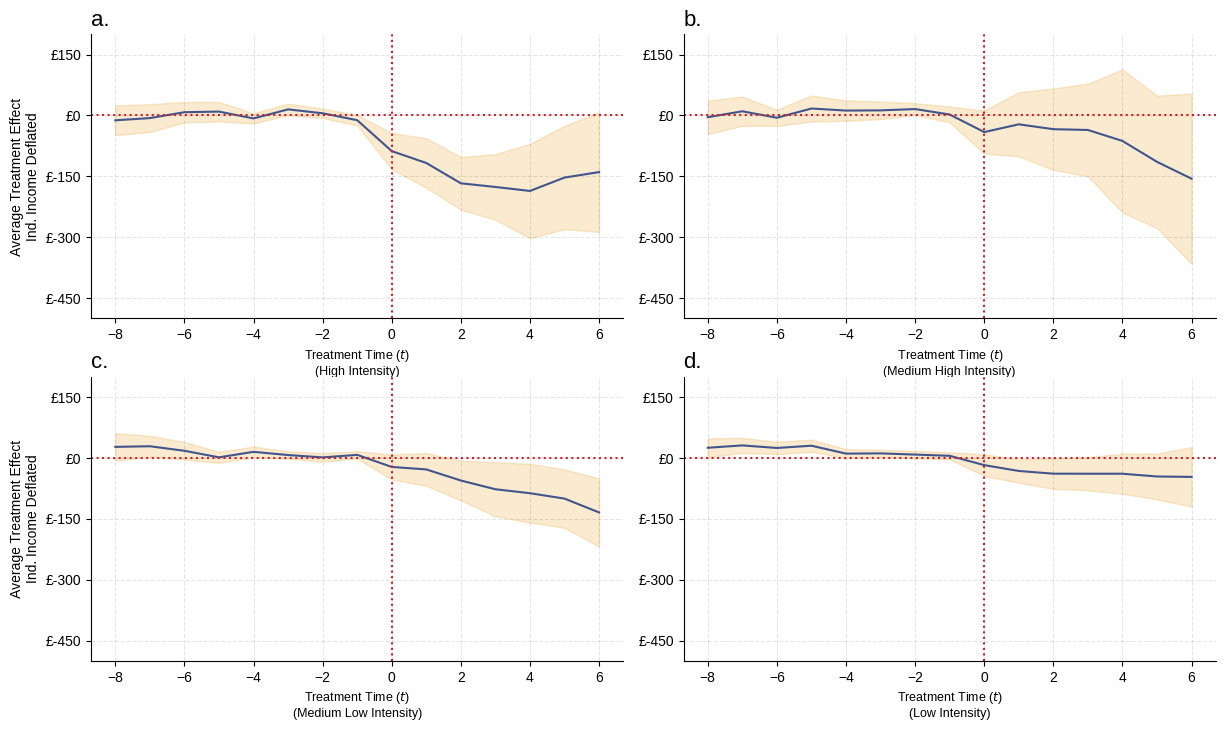 a.
£150
£0
£-150
£-300
£-450
Average Treatment Effect
Ind. Income Deflated
−8 −6 −4 −2 0 2 4 6
Treatment Time (t)
(High Intensity)
b.
£150
£0
£-150
£-300
£-450
−8 −6 −4 −2 0 2 4 6
Treatment Time (t)
(Medium High Intensity)
c.
£150
£0
£-150
£-300
£-450
Average Treatment Effect
Ind. Income Deflated
−8 −6 −4 −2 0 2 4 6
Treatment Time (t)
(Medium Low Intensity)
d.
£150
£0
£-150
£-300
£-450
−8 −6 −4 −2 0 2 4 6
Treatment Time (t)
(Low Intensity)